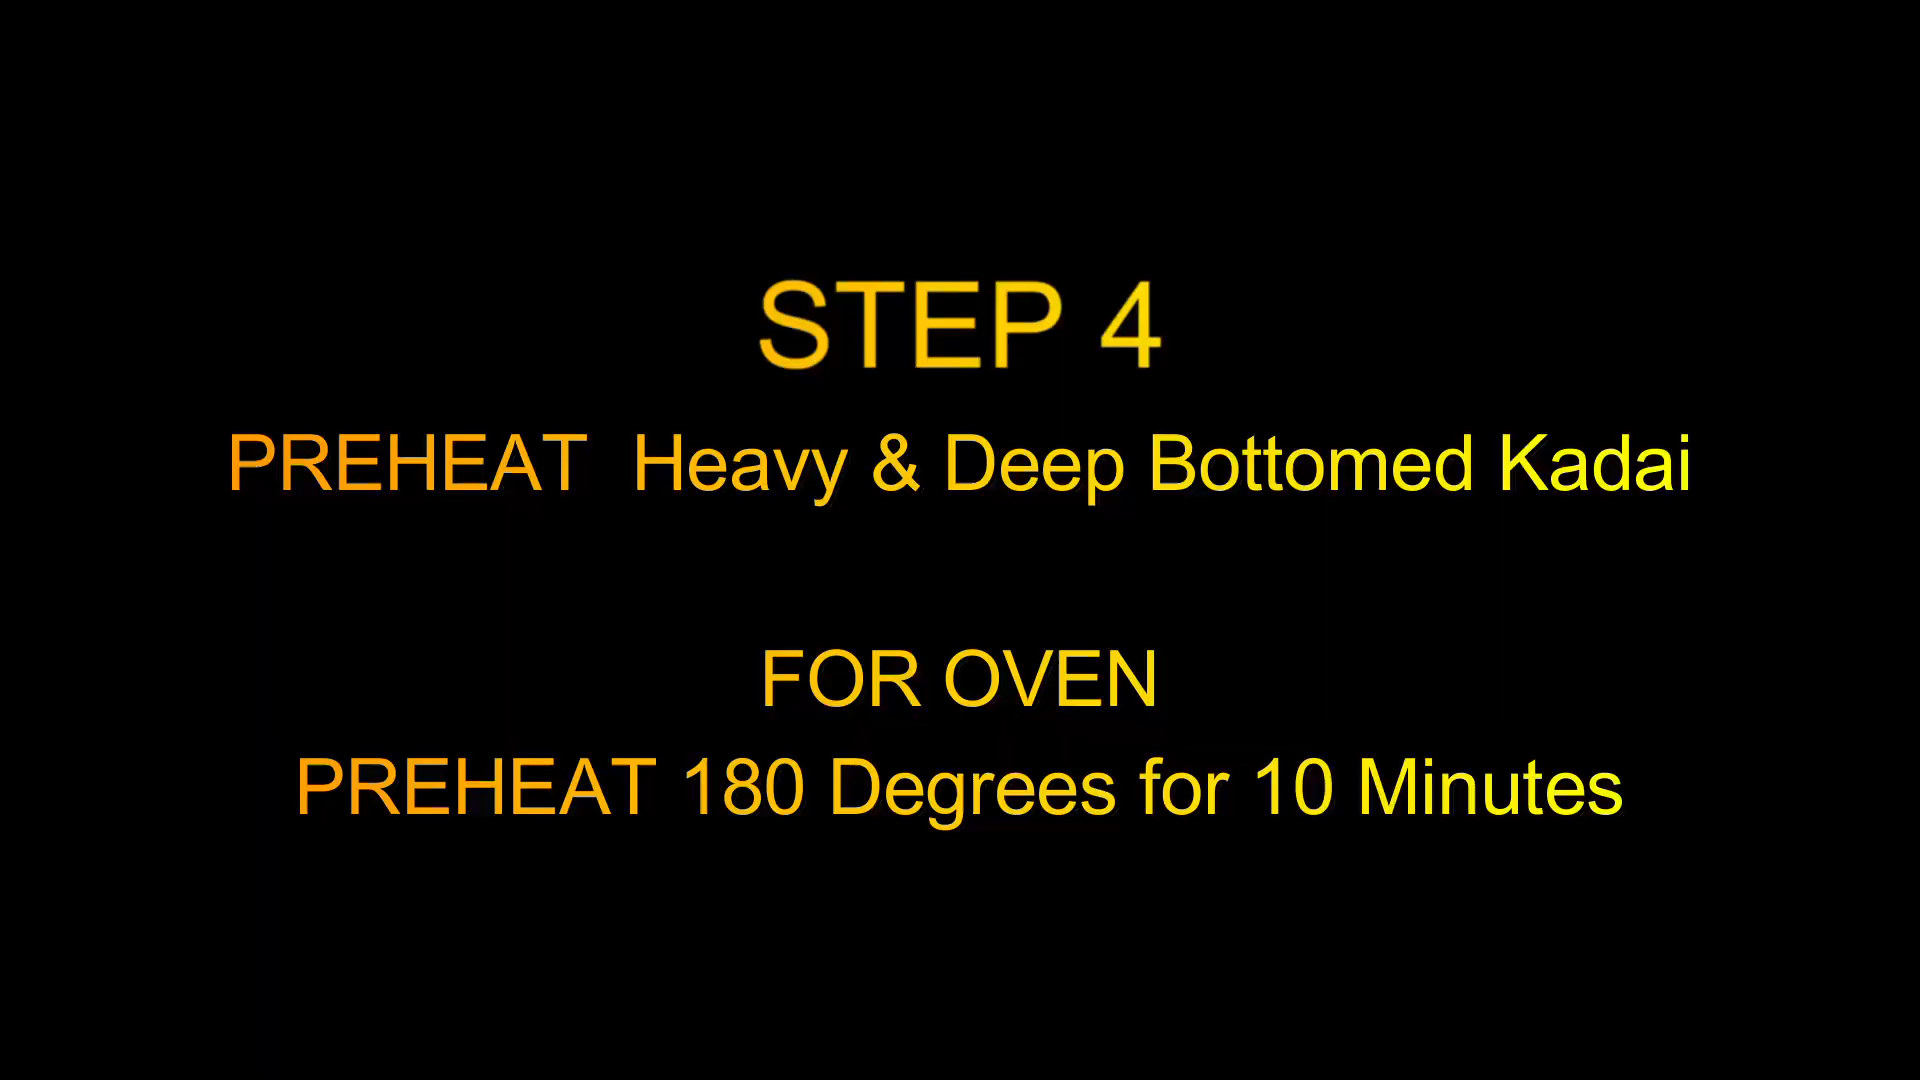 STEP 4
PREHEAT  Heavy & Deep Bottomed Kadai
FOR OVEN
PREHEAT 180 Degrees for 10 Minutes